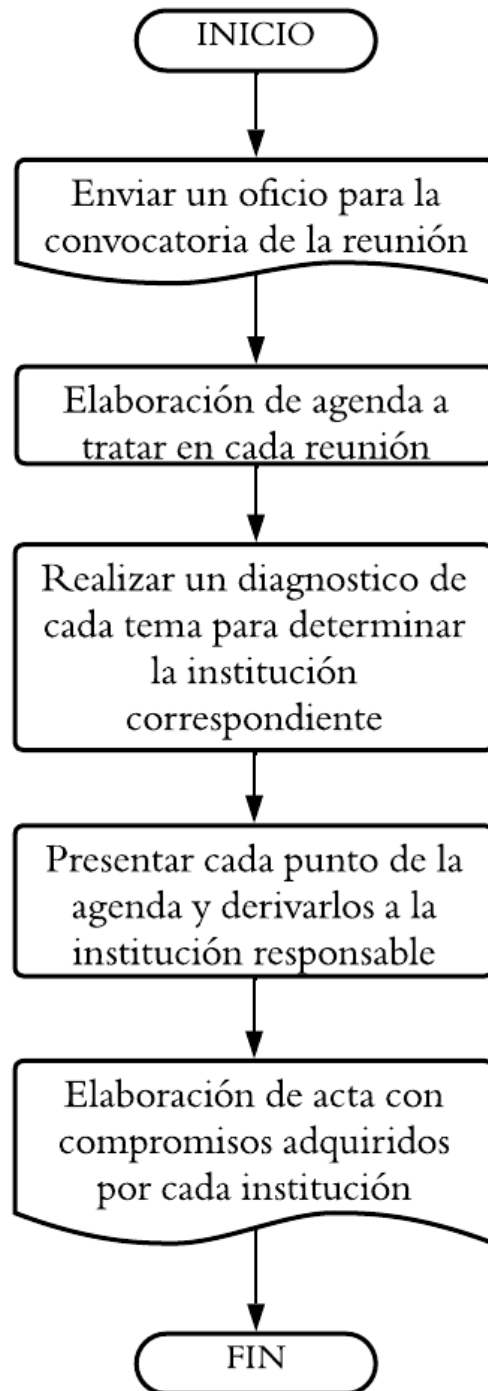 INICIO
Enviar un oficio para la
convocatoria de la reunión
Elaboración de agenda a
tratar en cada reunión
Realizar un diagnostico de
cada tema para determinar
la institución
correspondiente
Presentar cada punto de la
agenda y derivarlos a la
institución responsable
Elaboración de acta con
compromisos adquiridos
por cada institución
FIN